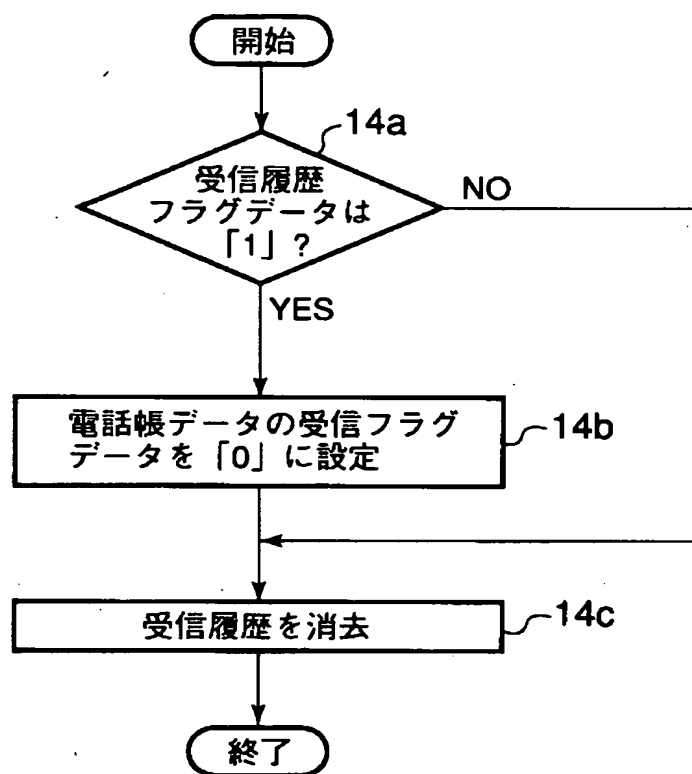 開始
14a
受信履歴
フラグデータは
「1」?
NO
YES
電話帳データの受信フラグ
データを「0」に設定
14b
受信履歴を消去
14c
終了